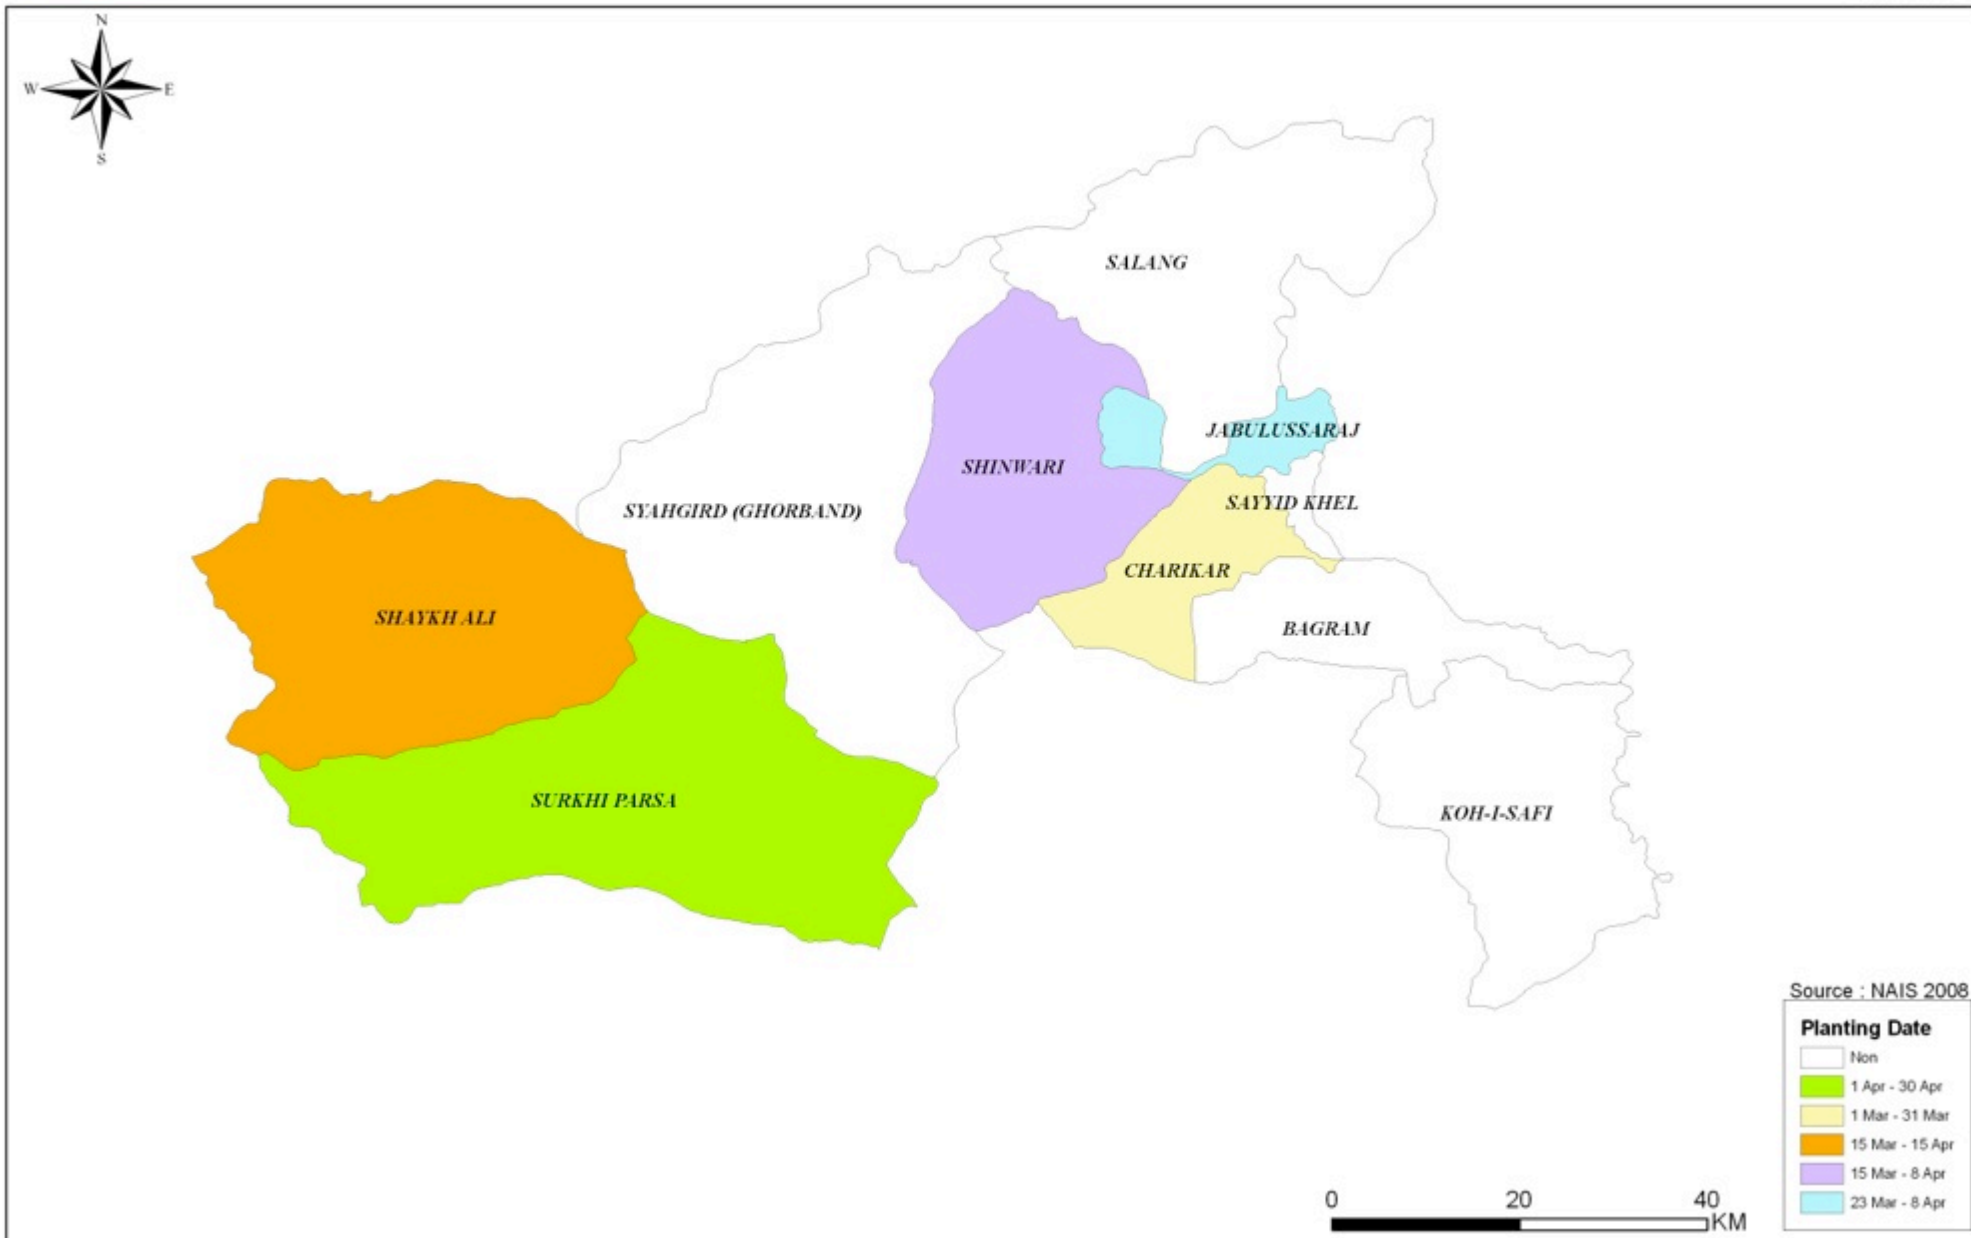 N
W E
S
SALANG
JABULUSSARAJ
SHINWARI
SAYYID KHEL
SYAHGIRD (GHORBAND)
CHARIKAR
SHAYKH ALI
BAGRAM
SURKHI PARSA
KOH-I-SAFI
Source : NAIS 2008
Planting Date
Non
1 Apr - 30 Apr
1 Mar - 31 Mar
15 Mar - 15 Apr
15 Mar - 8 Apr
23 Mar - 8 Apr
0 20 40
KM